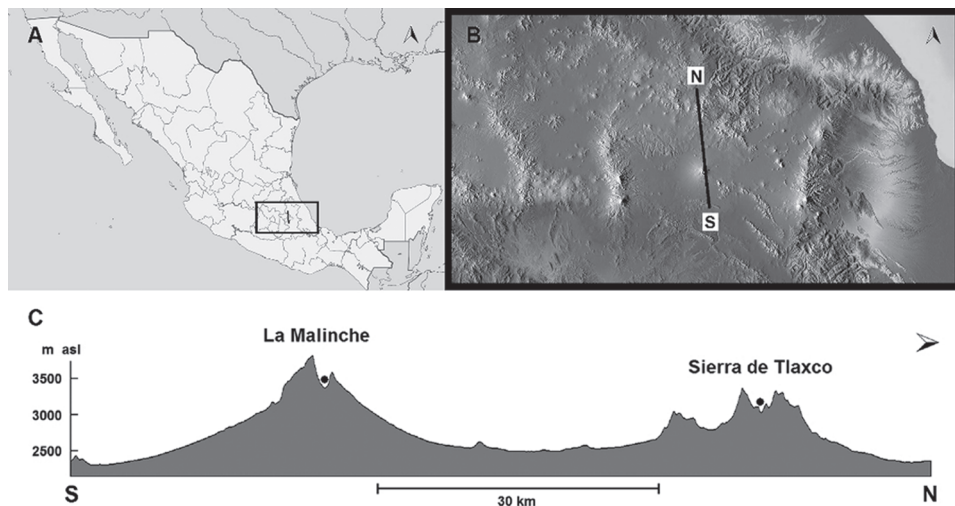 A
B
N
S
C
La Malinche
m asl
Sierra de Tlaxco
3500
3000
2500
S
N
30 km